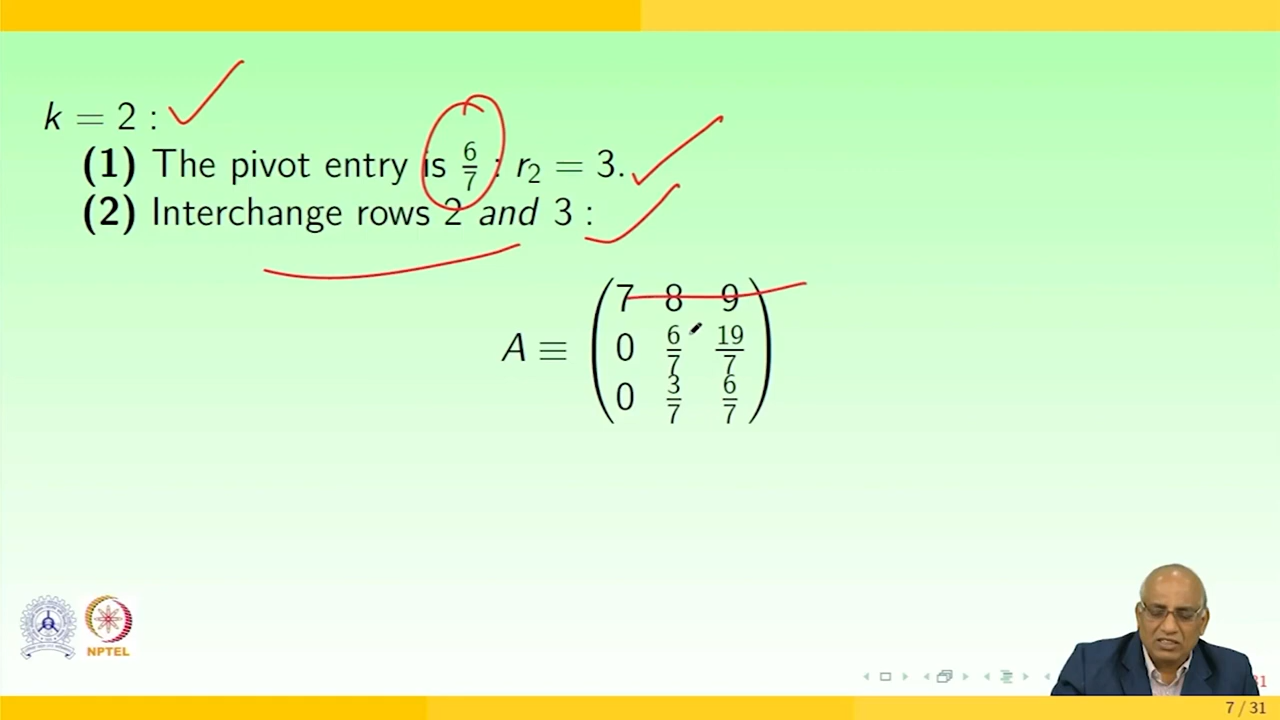 k = 2 :
(1) The pivot entry is 6/7 : r₂ = 3.
(2) Interchange rows 2 and 3 :
7 8 9
A ≡ 0 6/7 19/7
0 3/7 6/7
NPTEL
31
7 / 31